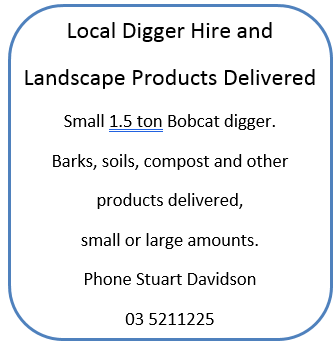 Local Digger Hire and
Landscape Products Delivered
Small 1.5 ton Bobcat digger.
Barks, soils, compost and other
products delivered,
small or large amounts.
Phone Stuart Davidson
03 5211225